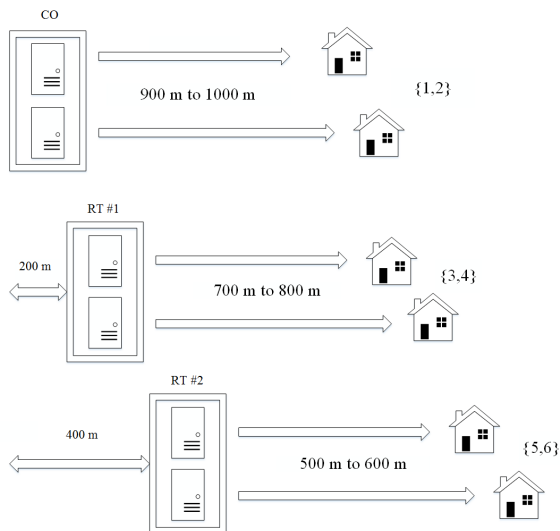 CO
900 m to 1000 m
{1,2}
RT #1
200 m
700 m to 800 m
{3,4}
RT #2
400 m
500 m to 600 m
{5,6}